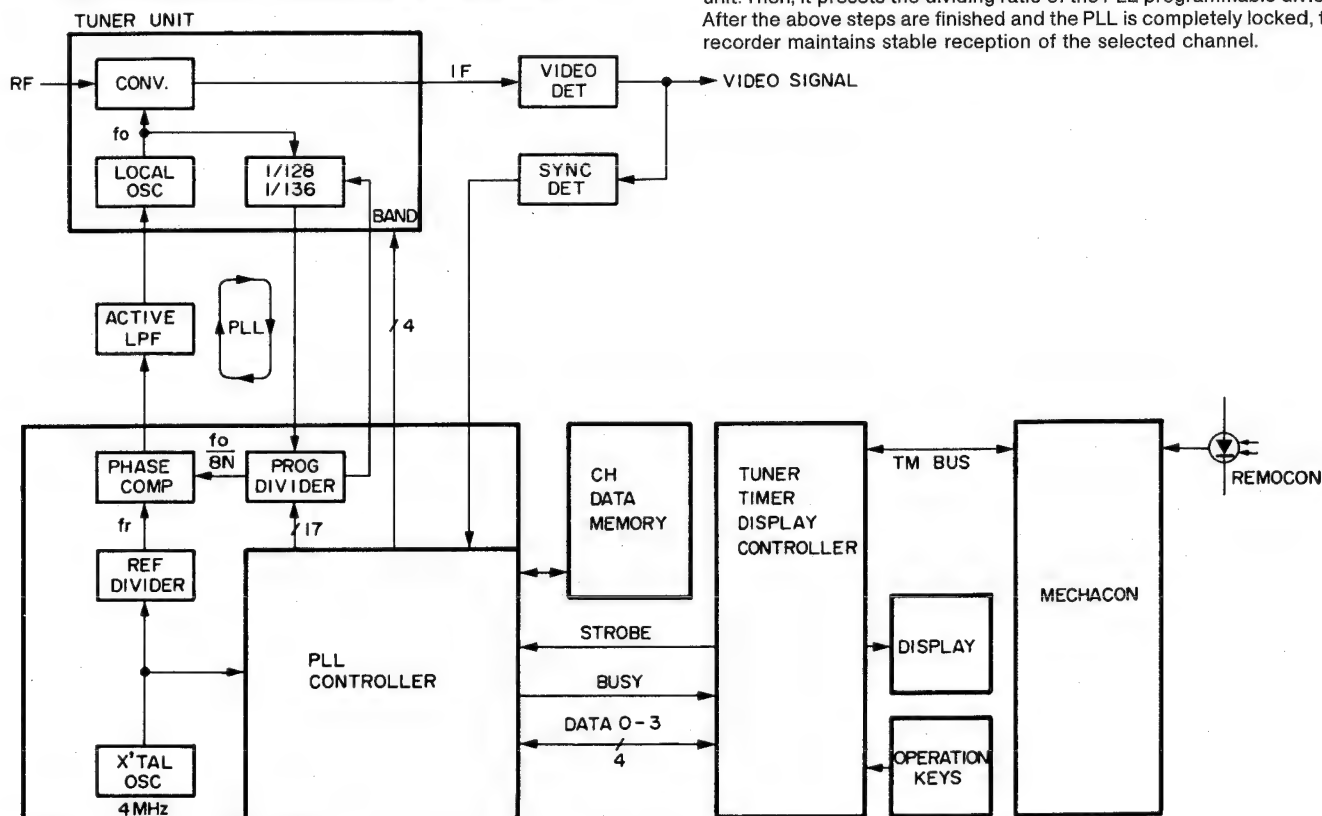 unit. Then, it presets the dividing ratio of the PLL programmable
After the above steps are finished and the PLL is completely locked,
recorder maintains stable reception of the selected channel.
TUNER UNIT
RF
CONV.
IF
VIDEO
DET
VIDEO SIGNAL
fo
LOCAL
OSC
1/128
1/136
BAND
SYNC
DET
ACTIVE
LPF
PLL
4
PHASE
COMP
fo
8N
PROG
DIVIDER
17
fr
REF
DIVIDER
X'TAL
OSC
4MHz
PLL
CONTROLLER
CH
DATA
MEMORY
STROBE
BUSY
DATA 0-3
4
TUNER
TIMER
DISPLAY
CONTROLLER
TM BUS
DISPLAY
OPERATION
KEYS
MECHACON
REMOCON